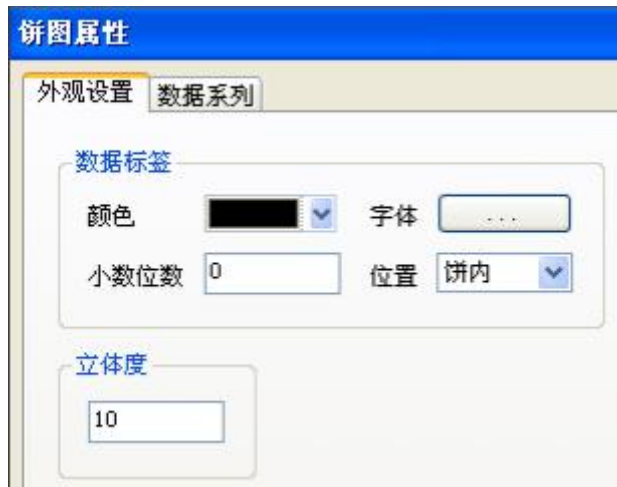 饼图属性
外观设置 数据系列
数据标签
颜色 字体 ...
小数位数 0 位置 饼内
立体度
10